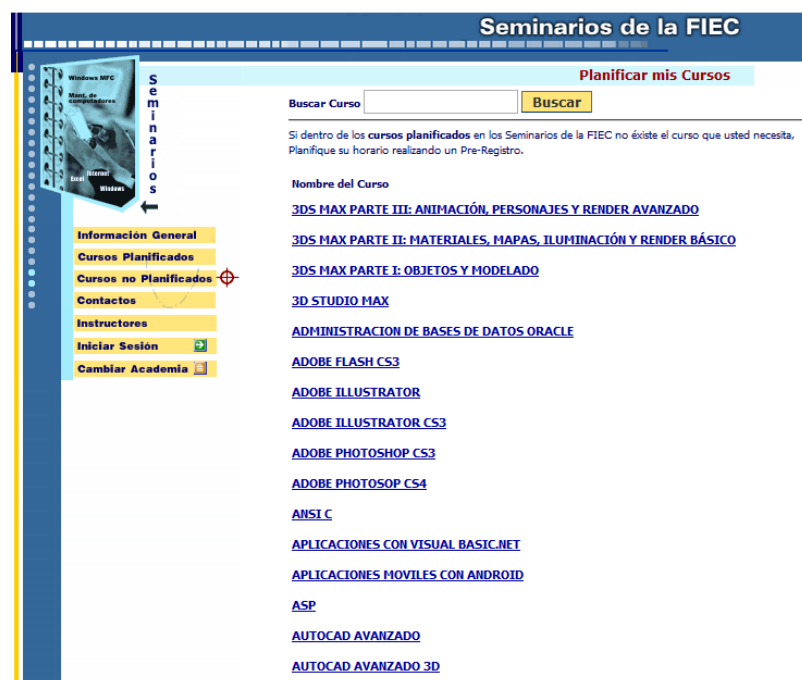 Seminarios de la FIEC
Windows MFC
Mant. de
computadores
Internet
Excel
Windows
Seminarios
Planificar mis Cursos
Buscar Curso
Buscar
Si dentro de los cursos planificados en los Seminarios de la FIEC no éxiste el curso que usted necesita,
Planifique su horario realizando un Pre-Registro.
Información General
Cursos Planificados
Cursos no Planificados
Contactos
Instructores
Iniciar Sesión
Cambiar Academia
Nombre del Curso
3DS MAX PARTE III: ANIMACIÓN, PERSONAJES Y RENDER AVANZADO
3DS MAX PARTE II: MATERIALES, MAPAS, ILUMINACIÓN Y RENDER BÁSICO
3DS MAX PARTE I: OBJETOS Y MODELADO
3D STUDIO MAX
ADMINISTRACION DE BASES DE DATOS ORACLE
ADOBE FLASH CS3
ADOBE ILLUSTRATOR
ADOBE ILLUSTRATOR CS3
ADOBE PHOTOSHOP CS3
ADOBE PHOTOSOP CS4
ANSI C
APLICACIONES CON VISUAL BASIC.NET
APLICACIONES MOVILES CON ANDROID
ASP
AUTOCAD AVANZADO
AUTOCAD AVANZADO 3D